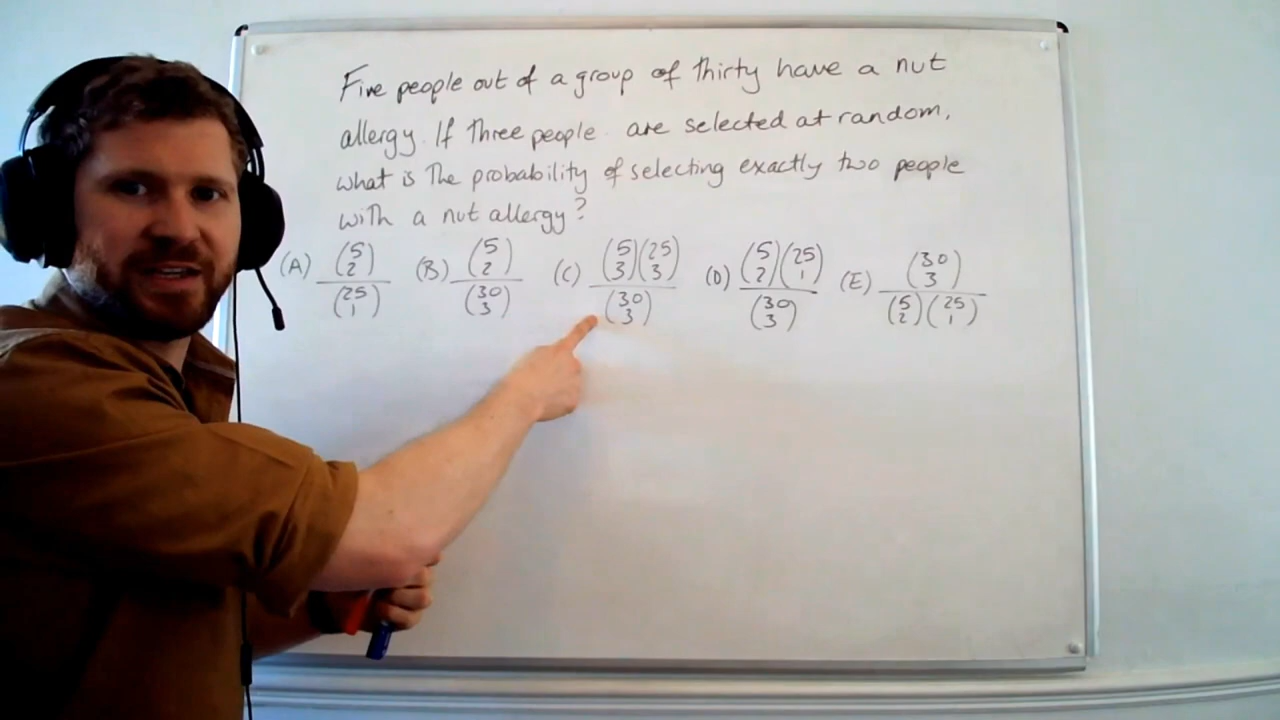 Five people out of a group of thirty have a nut
allergy. If three people are selected at random,
what is the probability of selecting exactly two people
with a nut allergy?
(A) (5 2) / (25 1) (B) (5 2) / (30 3) (C) (5 3)(25 3) / (30 3) (D) (5 2)(25 1) / (30 3) (E) (30 3) / (5 2)(25 1)